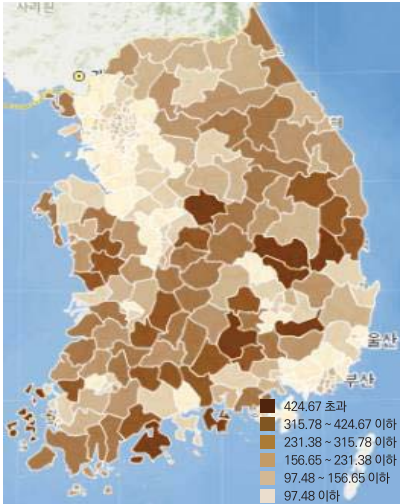 울산
부산
424.67 초과
315.78 ~ 424.67 이하
231.38 ~ 315.78 이하
156.65 ~ 231.38 이하
97.48 ~ 156.65 이하
97.48 이하